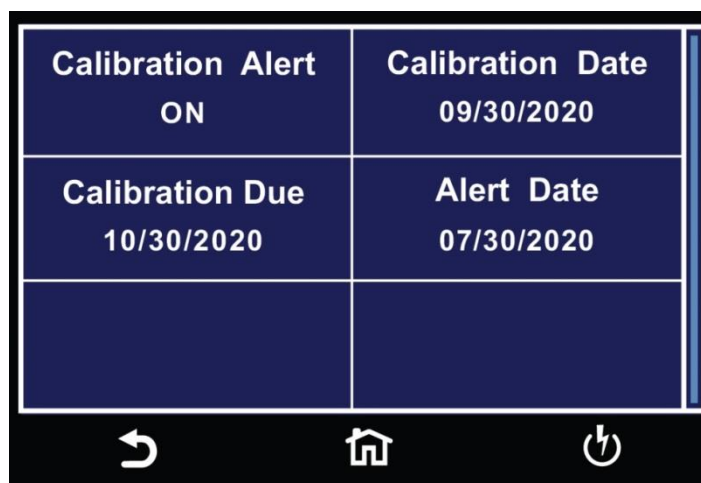 Calibration Alert
ON
Calibration Date
09/30/2020
Calibration Due
10/30/2020
Alert Date
07/30/2020